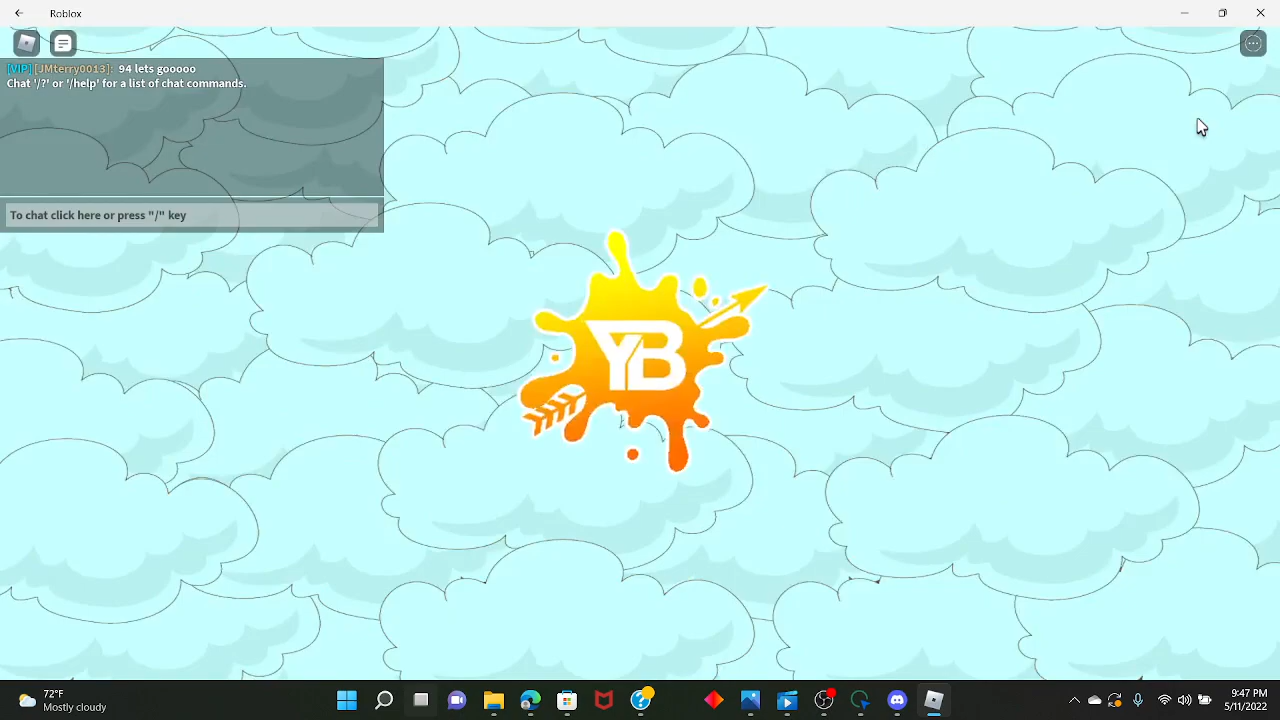 Roblox
[VIP] [JMterry0013]: 94 lets gooooo
Chat '/?' or '/help' for a list of chat commands.
To chat click here or press "/" key
YB
72°F
Mostly cloudy
9:47 PM
5/11/2022